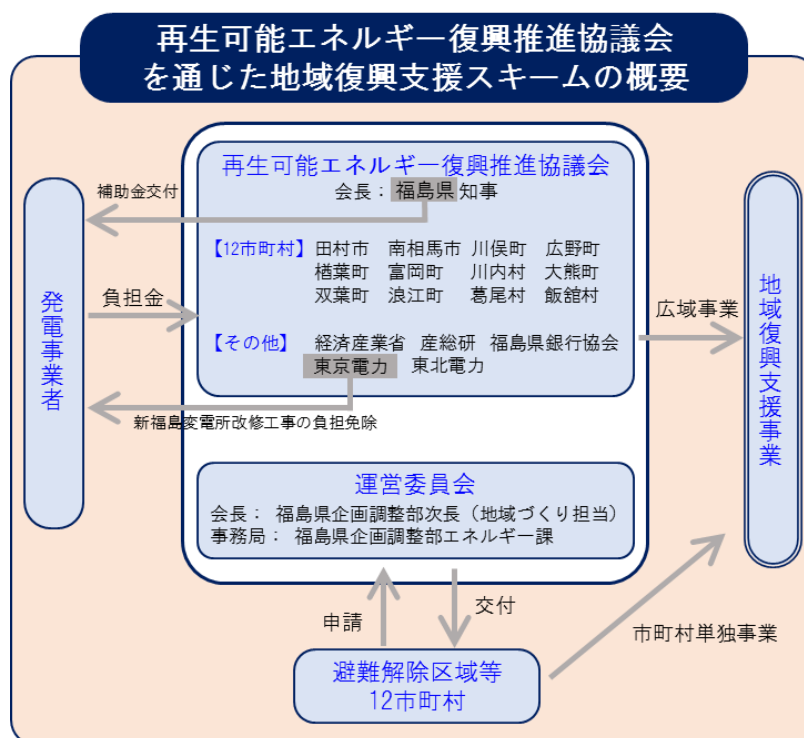 再生可能エネルギー復興推進協議会
を通じた地域復興支援スキームの概要
再生可能エネルギー復興推進協議会
会長：福島県知事
補助金交付
【12市町村】 田村市 南相馬市 川俣町 広野町
楢葉町 富岡町 川内村 大熊町
双葉町 浪江町 葛尾村 飯舘村
発電事業者
負担金
広域事業
地域復興支援事業
【その他】 経済産業省 産総研 福島県銀行協会
東京電力 東北電力
新福島変電所改修工事の負担免除
運営委員会
会長： 福島県企画調整部次長（地域づくり担当）
事務局： 福島県企画調整部エネルギー課
申請
交付
市町村単独事業
避難解除区域等
12市町村